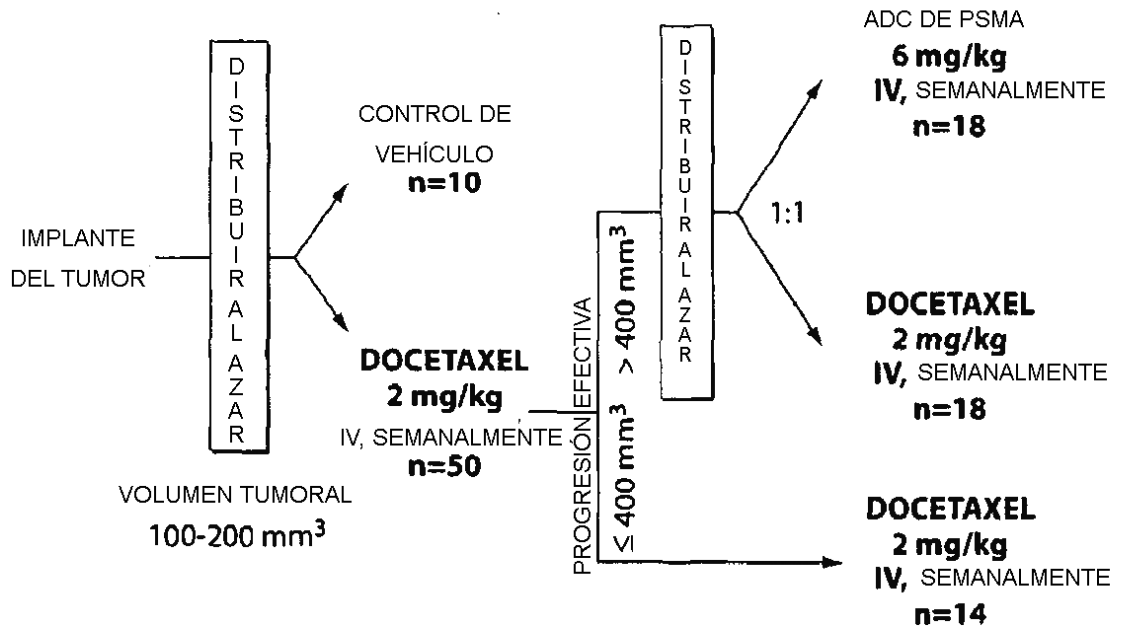 IMPLANTE
DEL TUMOR
DISTRIBUIR AL AZAR
VOLUMEN TUMORAL
100-200 mm³
CONTROL DE
VEHÍCULO
n=10
DOCETAXEL
2 mg/kg
IV, SEMANALMENTE
n=50
PROGRESIÓN EFECTIVA
> 400 mm³
≤ 400 mm³
DISTRIBUIR AL AZAR
1:1
ADC DE PSMA
6 mg/kg
IV, SEMANALMENTE
n=18
DOCETAXEL
2 mg/kg
IV, SEMANALMENTE
n=18
DOCETAXEL
2 mg/kg
IV, SEMANALMENTE
n=14